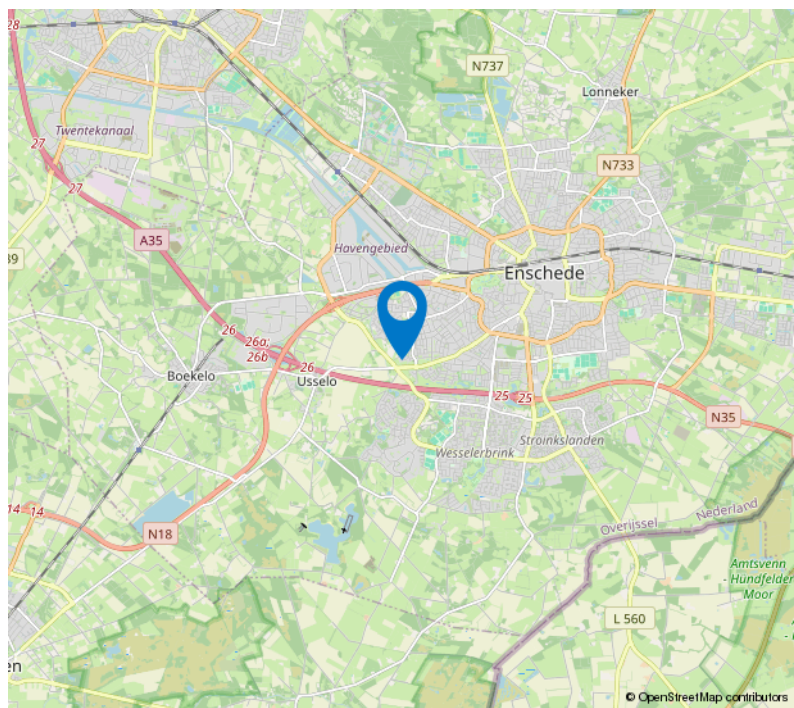 28
N737
Lonneker
Twentekanaal
27
27
N733
A35
39
Havengebied
Enschede
26
26a;
26b
26
Boekelo
Usselo
25
25
N35
Wesselerbrink
Stroinkslanden
14
14
N18
Nederland
Overijssel
Amtsvenn
- Hündfelder
Moor
L 560
en
© OpenStreetMap contributors